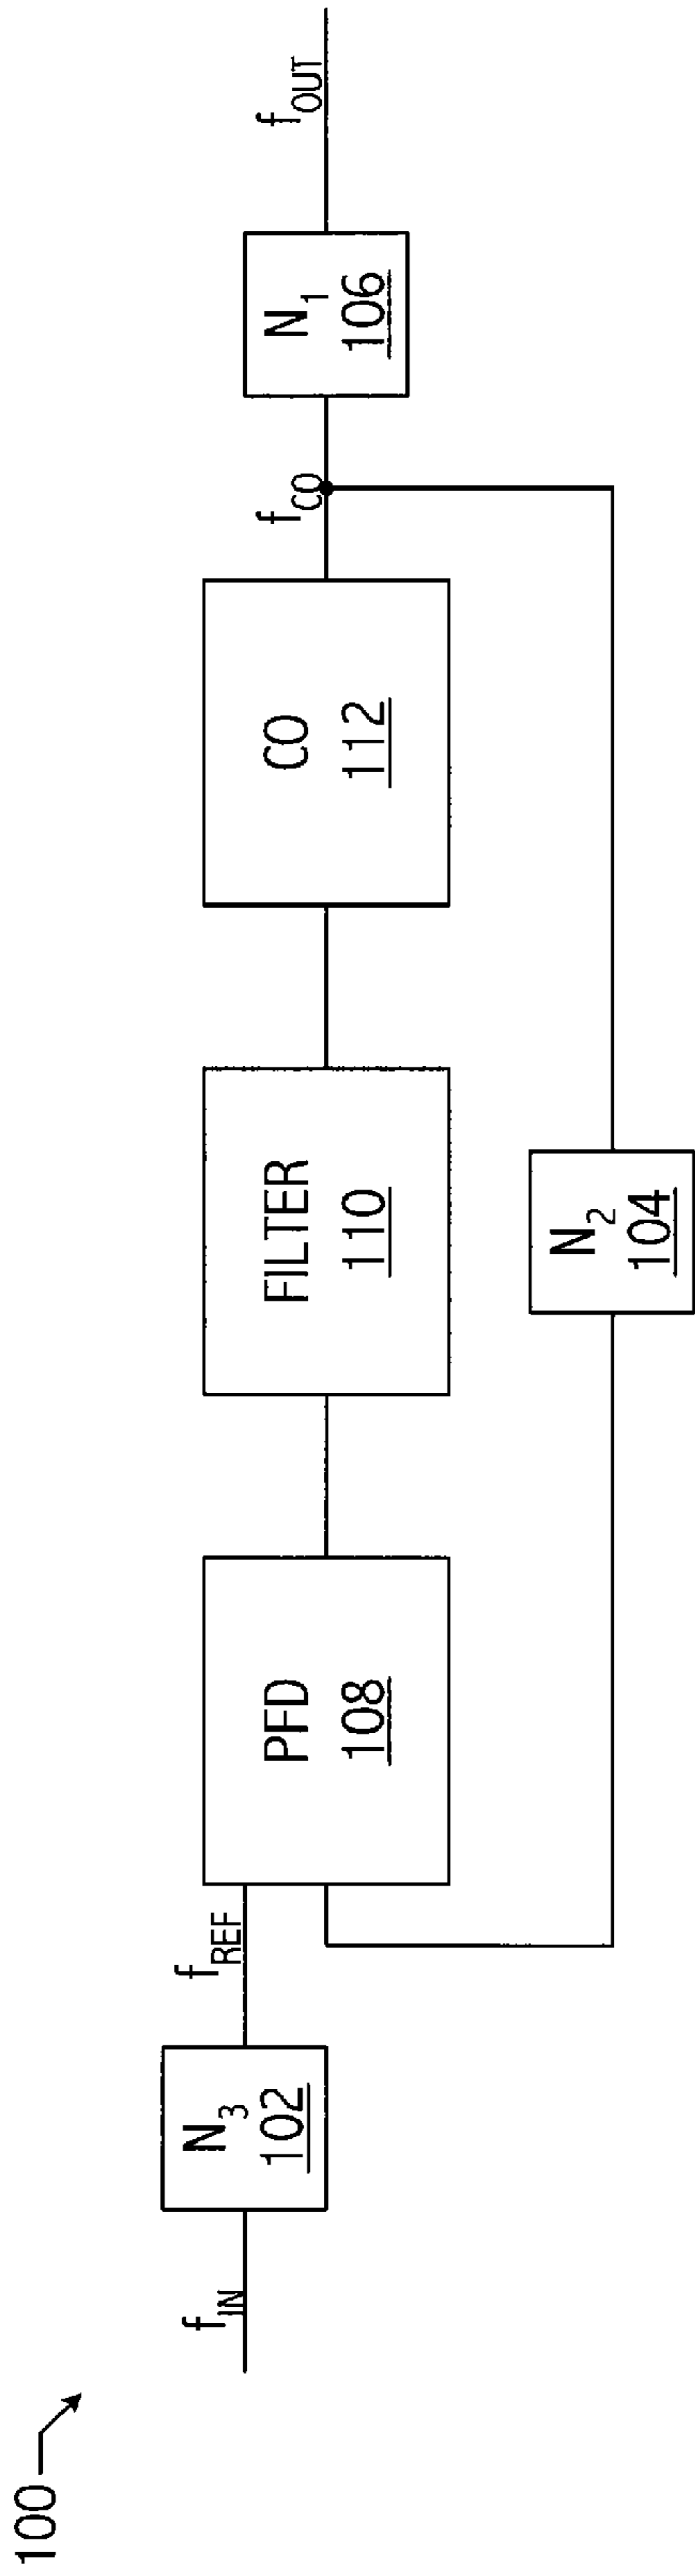 100
f_IN
N_3
102
f_REF
PFD
108
FILTER
110
CO
112
f_CO
N_1
106
f_OUT
N_2
104